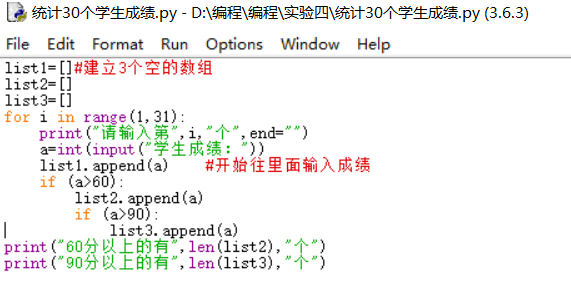 统计30个学生成绩.py - D:\编程\编程\实验四\统计30个学生成绩.py (3.6.3)
File Edit Format Run Options Window Help
list1=[]#建立3个空的数组
list2=[]
list3=[]
for i in range(1,31):
    print("请输入第",i,"个",end="")
    a=int(input("学生成绩："))
    list1.append(a)    #开始往里面输入成绩
    if (a>60):
        list2.append(a)
        if (a>90):
            list3.append(a)
print("60分以上的有",len(list2),"个")
print("90分以上的有",len(list3),"个")